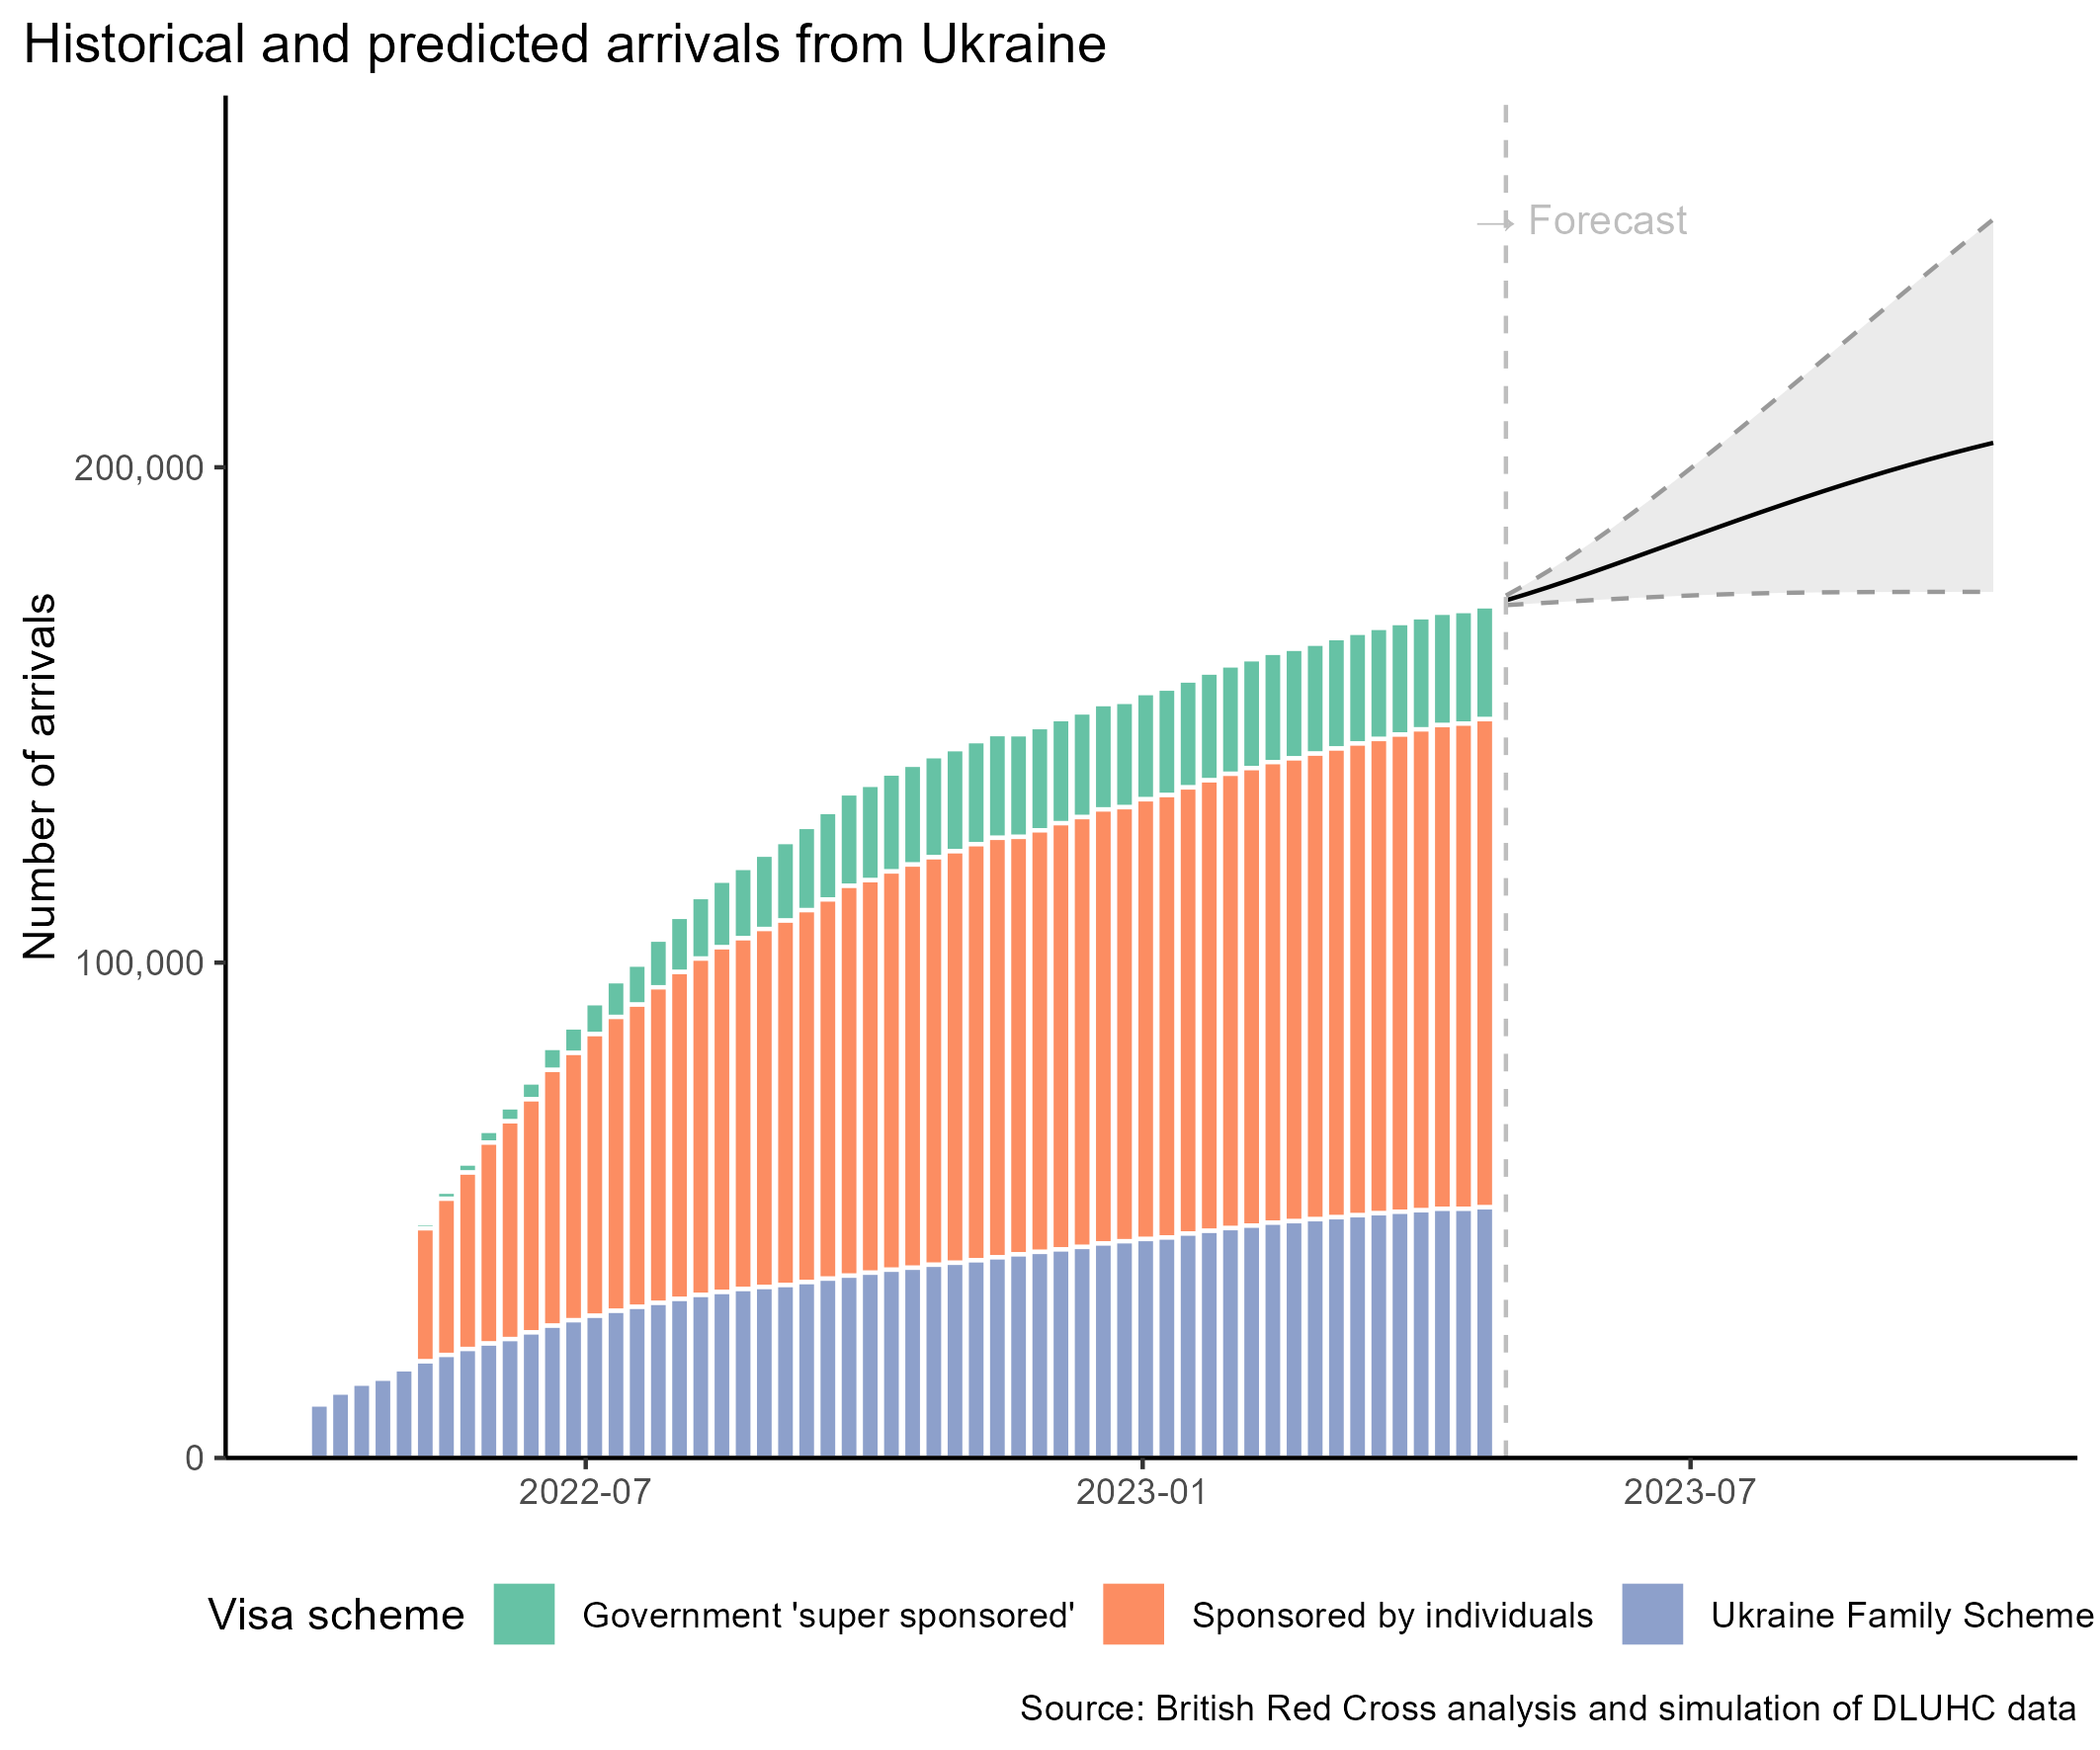 Historical and predicted arrivals from Ukraine
Forecast
Number of arrivals
200,000
100,000
0
2022-07 2023-01 2023-07
Visa scheme Government 'super sponsored' Sponsored by individuals Ukraine Family Scheme
Source: British Red Cross analysis and simulation of DLUHC data